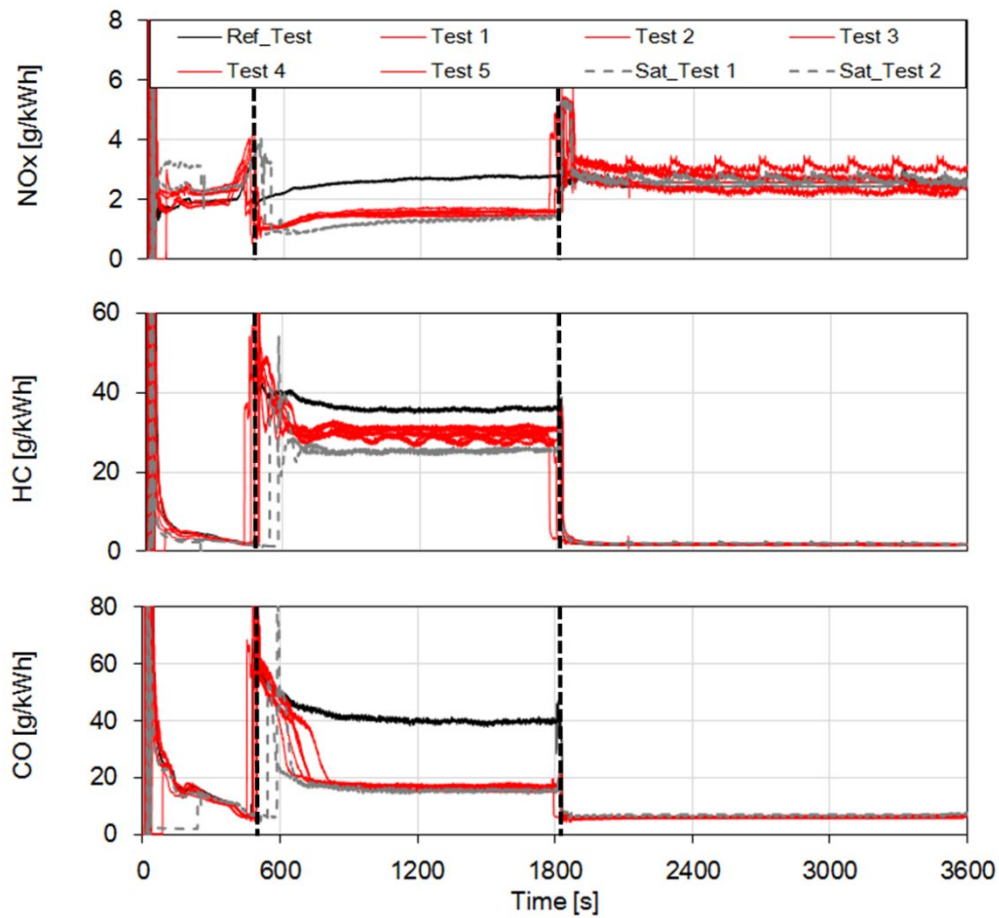 8
Ref_Test Test 1 Test 2 Test 3
Test 4 Test 5 Sat_Test 1 Sat_Test 2
6
4
2
0
NOx [g/kWh]
60
40
20
0
HC [g/kWh]
80
60
40
20
0
CO [g/kWh]
0 600 1200 1800 2400 3000 3600
Time [s]